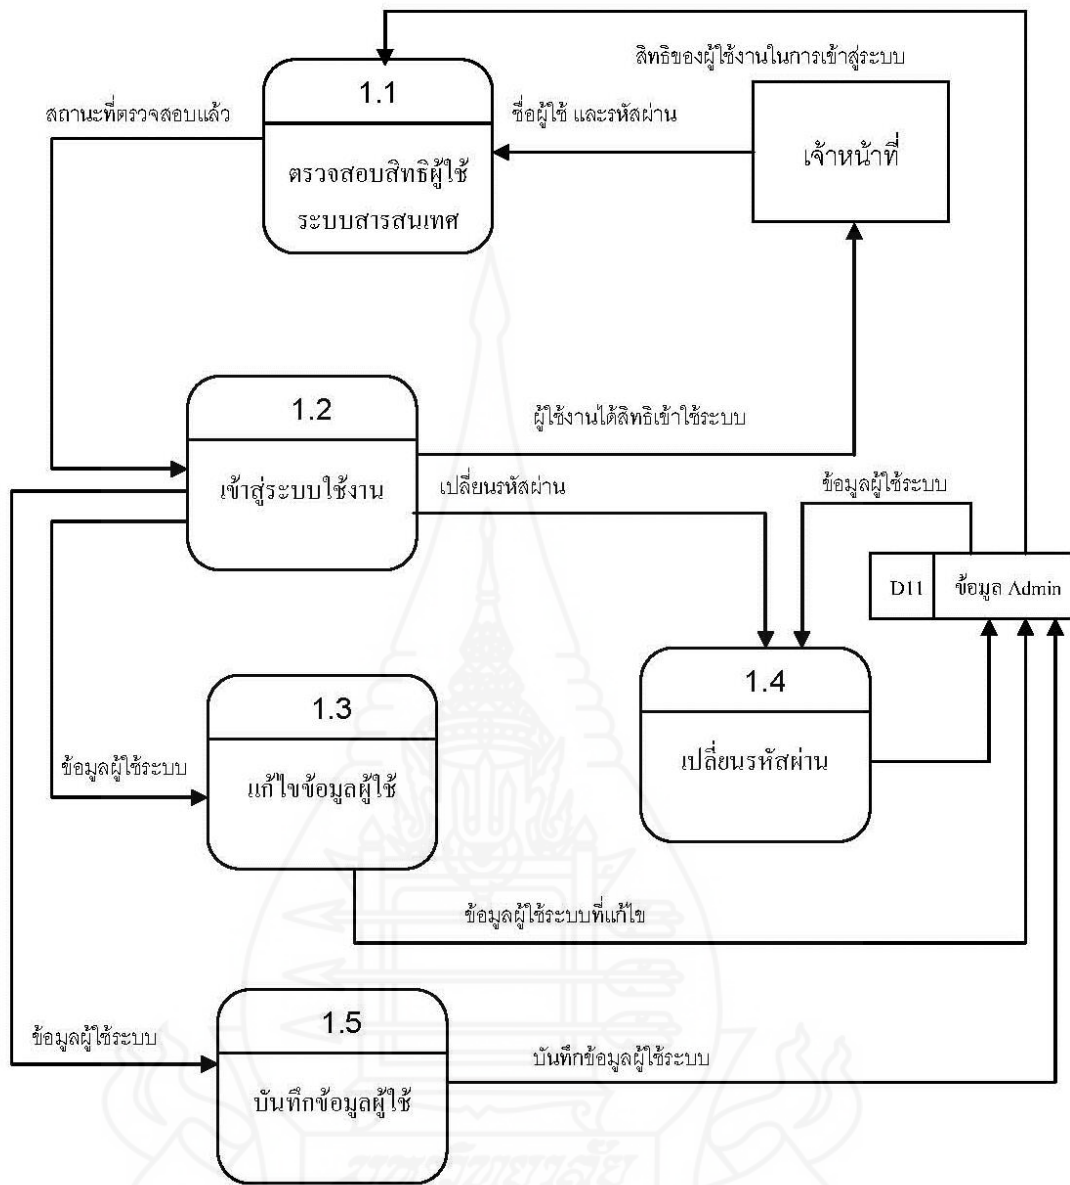 สิทธิของผู้ใช้งานในการเข้าสู่ระบบ
1.1
สถานะที่ตรวจสอบแล้ว
ชื่อผู้ใช้ และรหัสผ่าน
เจ้าหน้าที่
ตรวจสอบสิทธิผู้ใช้
ระบบสารสนเทศ
1.2
ผู้ใช้งานได้สิทธิเข้าใช้ระบบ
เข้าสู่ระบบใช้งาน
เปลี่ยนรหัสผ่าน
ข้อมูลผู้ใช้ระบบ
D11
ข้อมูล Admin
1.4
1.3
เปลี่ยนรหัสผ่าน
ข้อมูลผู้ใช้ระบบ
แก้ไขข้อมูลผู้ใช้
ข้อมูลผู้ใช้ระบบที่แก้ไข
1.5
ข้อมูลผู้ใช้ระบบ
บันทึกข้อมูลผู้ใช้ระบบ
บันทึกข้อมูลผู้ใช้